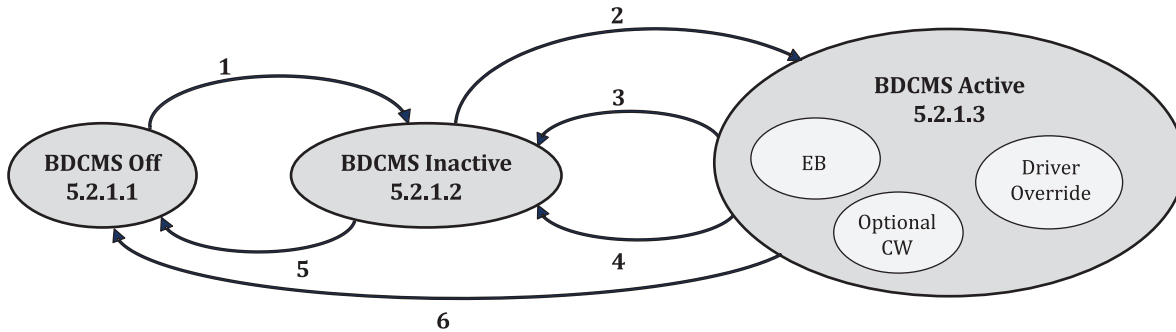 1
2
3
4
5
6
BDCMS Off
5.2.1.1
BDCMS Inactive
5.2.1.2
BDCMS Active
5.2.1.3
EB
Optional
CW
Driver
Override